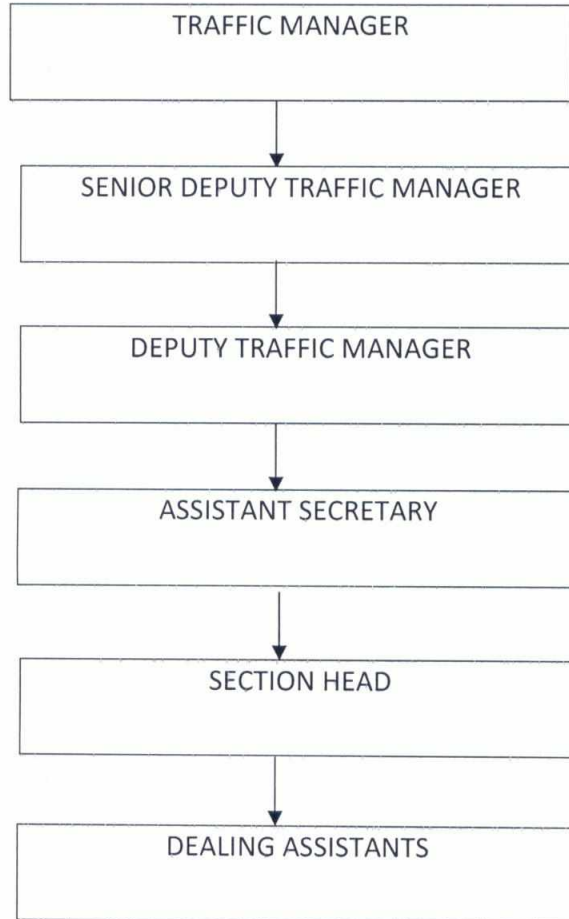 TRAFFIC MANAGER
SENIOR DEPUTY TRAFFIC MANAGER
DEPUTY TRAFFIC MANAGER
ASSISTANT SECRETARY
SECTION HEAD
DEALING ASSISTANTS